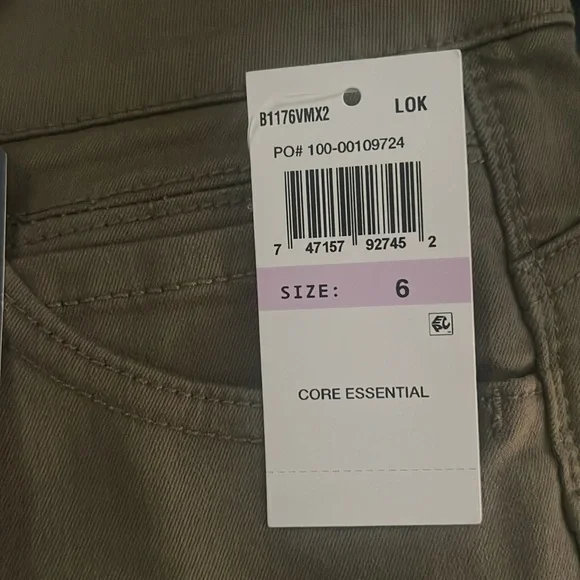 B1176VMX2 LOK
PO# 100-00109724
7 47157 92745 2
SIZE: 6
CORE ESSENTIAL